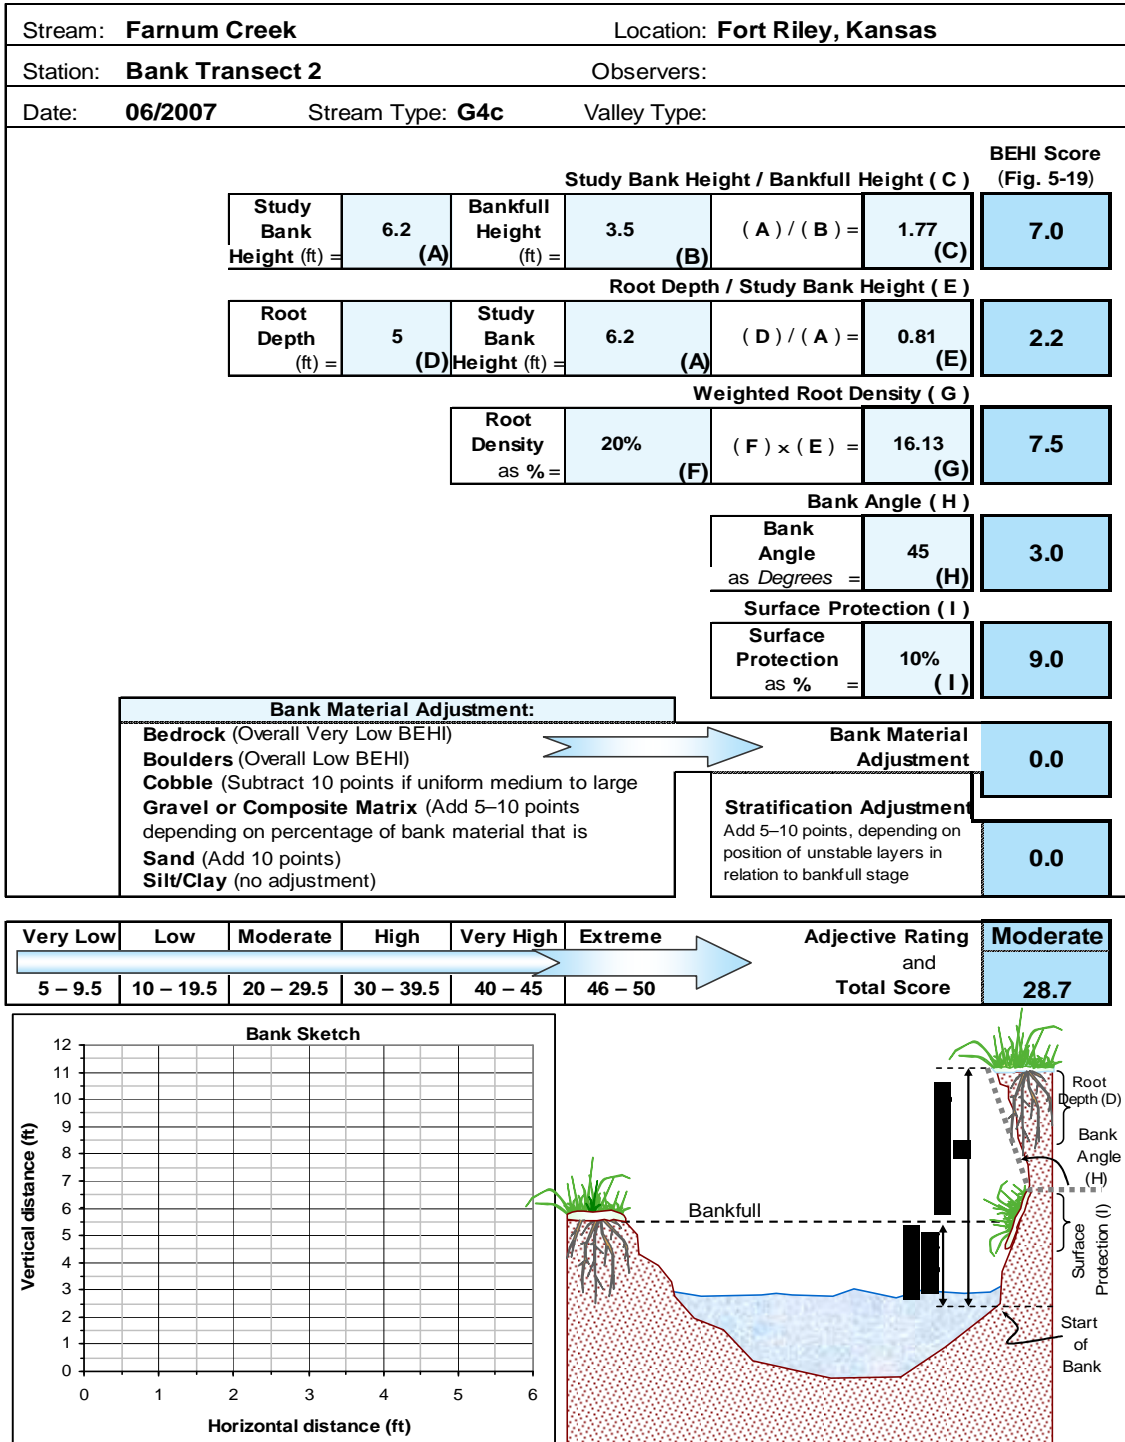 Stream: Farnum Creek Location: Fort Riley, Kansas
Station: Bank Transect 2 Observers:
Date: 06/2007 Stream Type: G4c Valley Type:
BEHI Score
Study Bank Height / Bankfull Height ( C ) (Fig. 5-19)
Study Bankfull
Bank 6.2 Height 3.5 ( A ) / ( B ) = 1.77 7.0
Height (ft) = (A) (ft) = (B) (C)
Root Depth / Study Bank Height ( E )
Root Study
Depth 5 Bank 6.2 ( D ) / ( A ) = 0.81 2.2
(ft) = (D) Height (ft) = (A) (E)
Weighted Root Density ( G )
Root
Density 20% ( F ) x ( E ) = 16.13 7.5
as % = (F) (G)
Bank Angle ( H )
Bank
Angle 45 3.0
as Degrees = (H)
Surface Protection ( I )
Surface
Protection 10% 9.0
as % = ( I )
Bank Material Adjustment:
Bedrock (Overall Very Low BEHI)
Boulders (Overall Low BEHI)
Cobble (Subtract 10 points if uniform medium to large
Gravel or Composite Matrix (Add 5–10 points
depending on percentage of bank material that is
Sand (Add 10 points)
Silt/Clay (no adjustment)
Bank Material
Adjustment 0.0
Stratification Adjustment
Add 5–10 points, depending on
position of unstable layers in 0.0
relation to bankfull stage
Very Low Low Moderate High Very High Extreme Adjective Rating Moderate
and
5 – 9.5 10 – 19.5 20 – 29.5 30 – 39.5 40 – 45 46 – 50 Total Score 28.7
Bank Sketch
Vertical distance (ft)
12
11
10
9
8
7
6
5
4
3
2
1
0
0 1 2 3 4 5 6
Horizontal distance (ft)
Bankfull
Root
Depth (D)
Bank
Angle
(H)
Surface
Protection (I)
Start
of
Bank